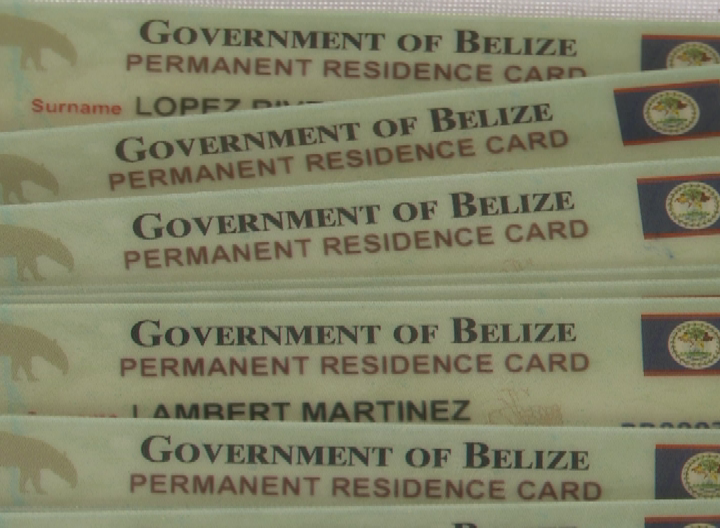 GOVERNMENT OF BELIZE
PERMANENT RESIDENCE CARD
Surname LOPEZ
GOVERNMENT OF BELIZE
PERMANENT RESIDENCE CARD
GOVERNMENT OF BELIZE
PERMANENT RESIDENCE CARD
GOVERNMENT OF BELIZE
PERMANENT RESIDENCE CARD
LAMBERT MARTINEZ
GOVERNMENT OF BELIZE
PERMANENT RESIDENCE CARD